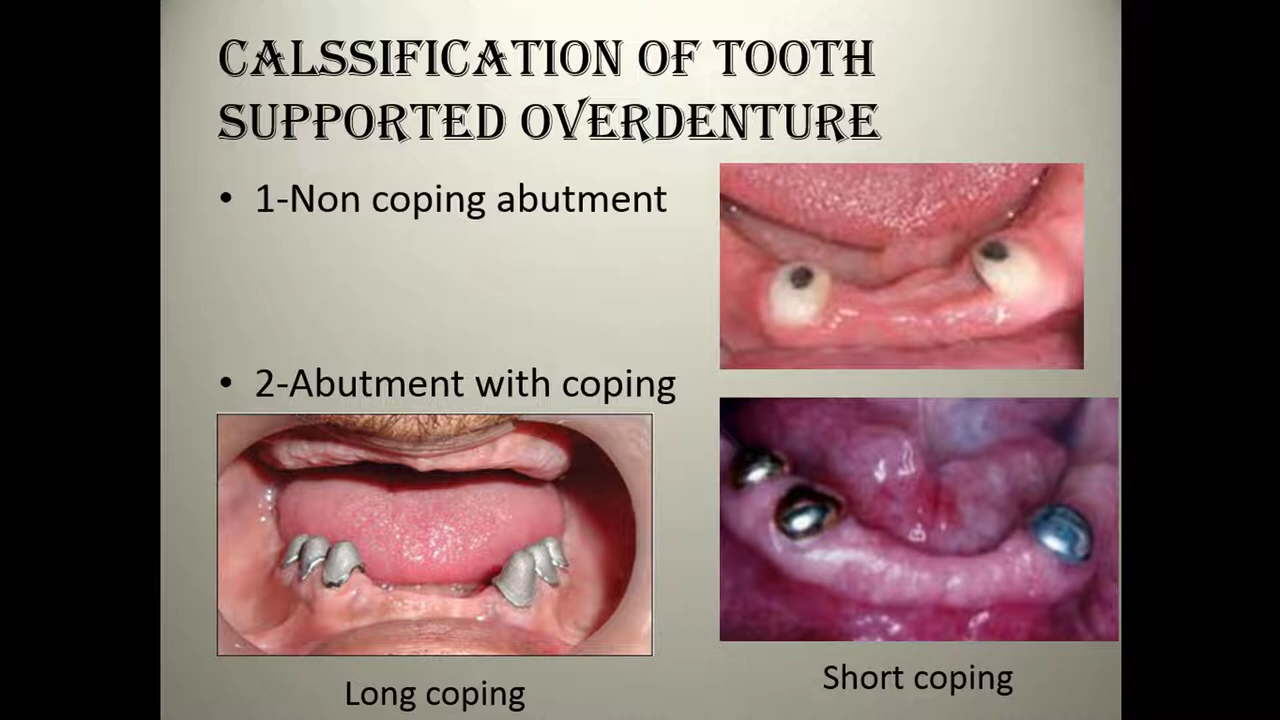 CALSSIFICATION OF TOOTH
SUPPORTED OVERDENTURE
• 1-Non coping abutment
• 2-Abutment with coping
Long coping
Short coping